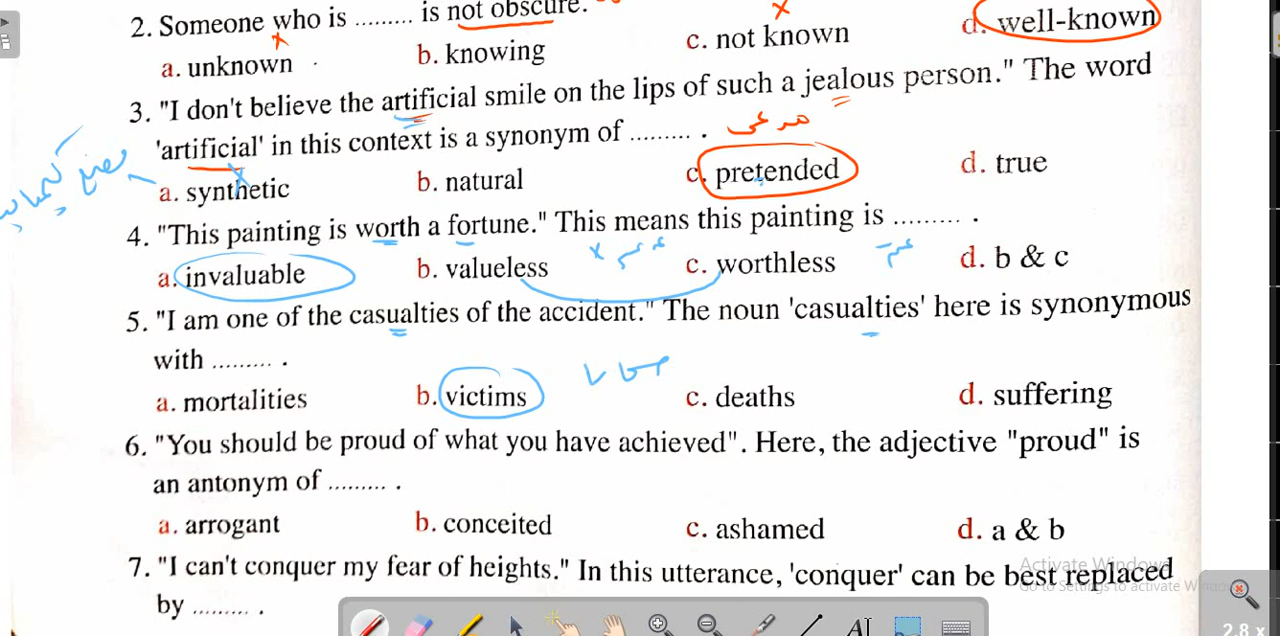 2. Someone who is ......... is not obscure.
a. unknown b. knowing c. not known d. well-known
3. "I don't believe the artificial smile on the lips of such a jealous person." The word
'artificial' in this context is a synonym of ......... .
a. synthetic b. natural c. pretended d. true
4. "This painting is worth a fortune." This means this painting is ......... .
a. invaluable b. valueless c. worthless d. b & c
5. "I am one of the casualties of the accident." The noun 'casualties' here is synonymous
with ......... .
a. mortalities b. victims c. deaths d. suffering
6. "You should be proud of what you have achieved". Here, the adjective "proud" is
an antonym of ......... .
a. arrogant b. conceited c. ashamed d. a & b
7. "I can't conquer my fear of heights." In this utterance, 'conquer' can be best replaced
by ......... .
Activate Windows
Go to Settings to activate Win
2.8 x